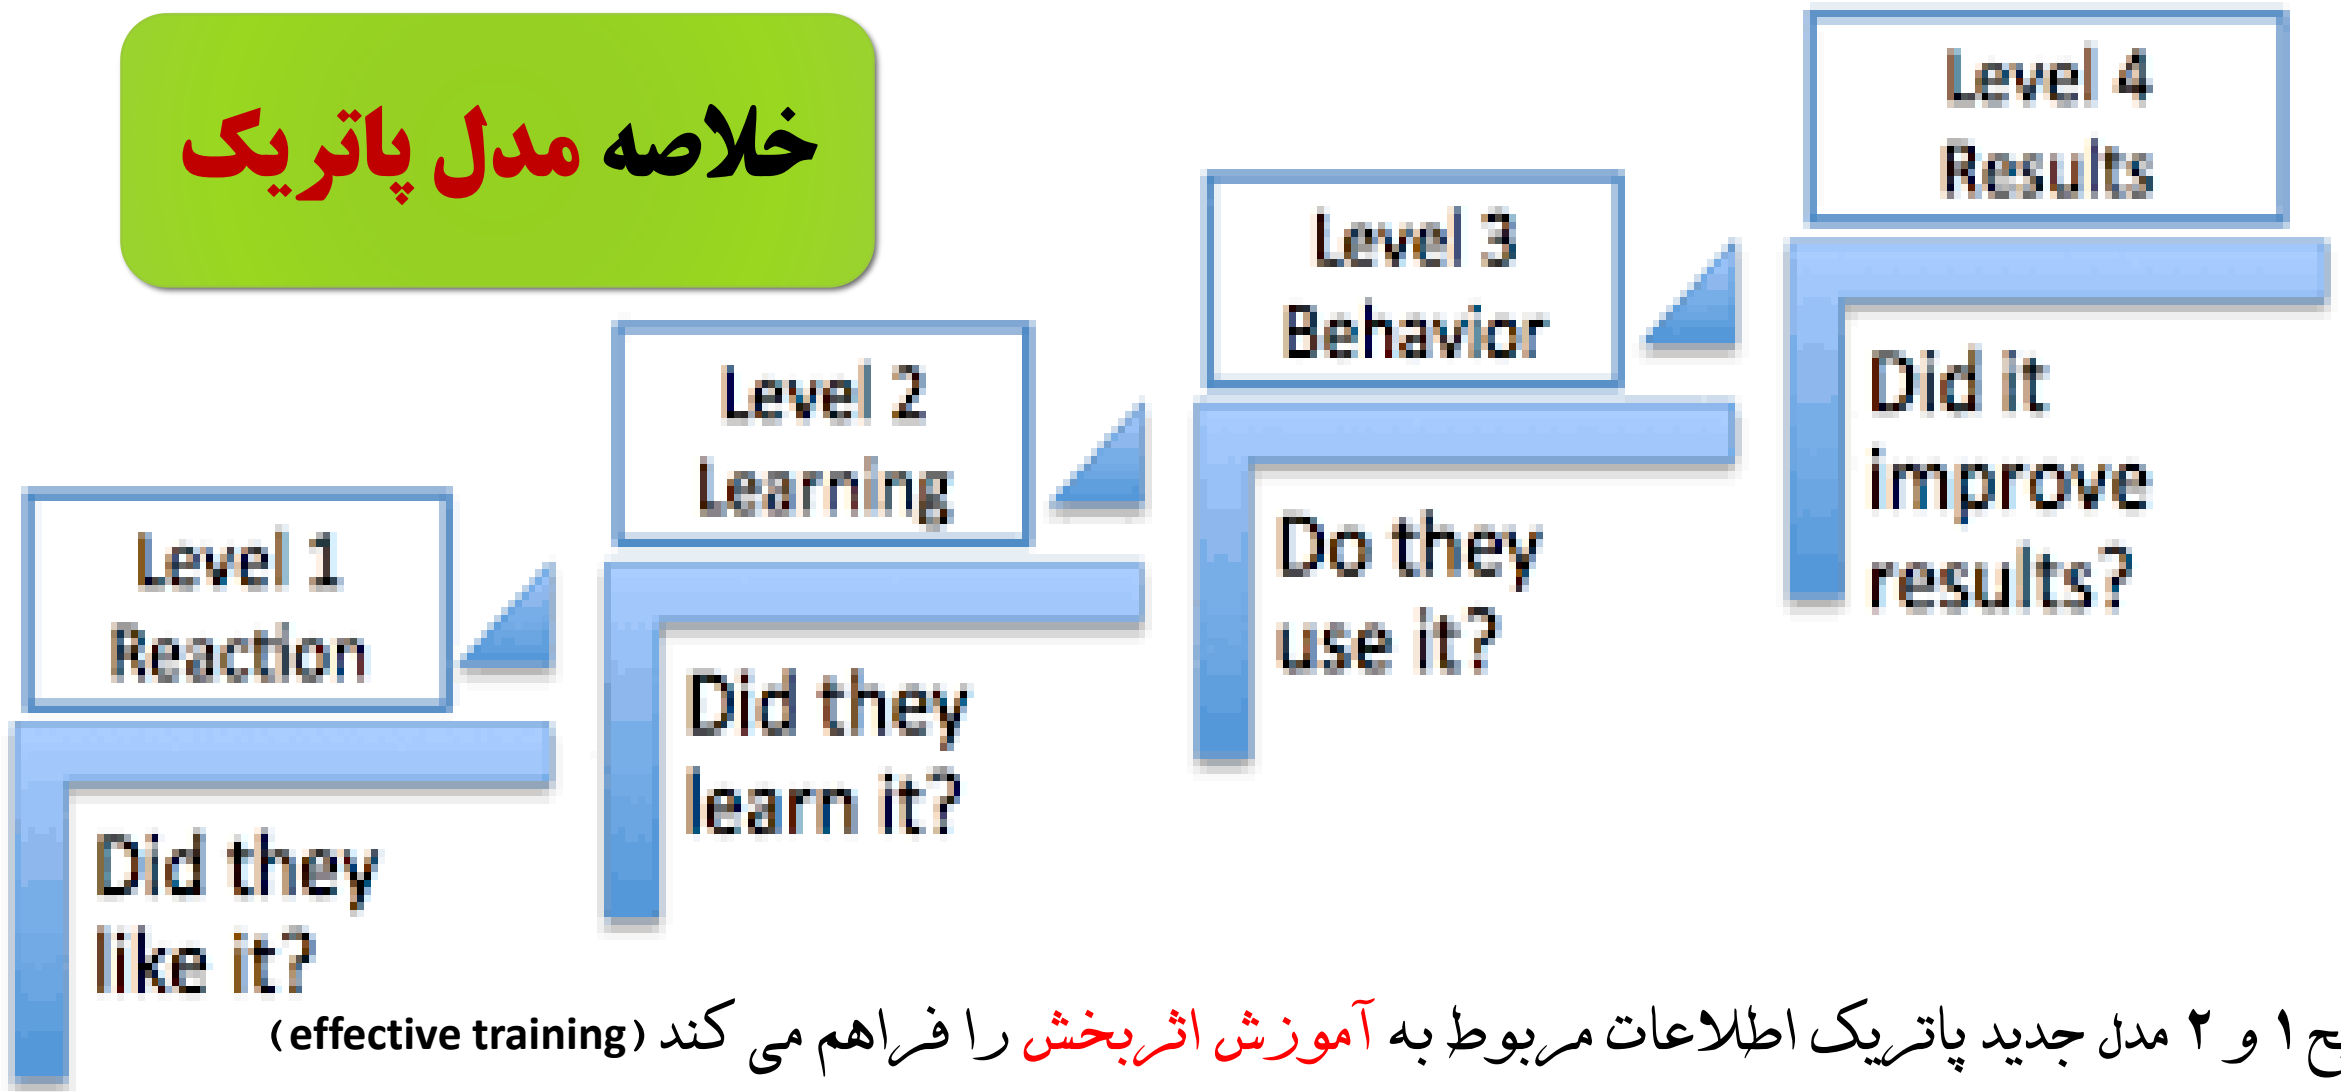 خلاصه مدل پاتریک
Level 1
Reaction
Did they
like it?
Level 2
Learning
Did they
learn it?
Level 3
Behavior
Do they
use it?
Level 4
Results
Did it
improve
results?
۱ و ۲ مدل جدید پاتریک اطلاعات مربوط به آموزش اثربخش را فراهم می کند (effective training)